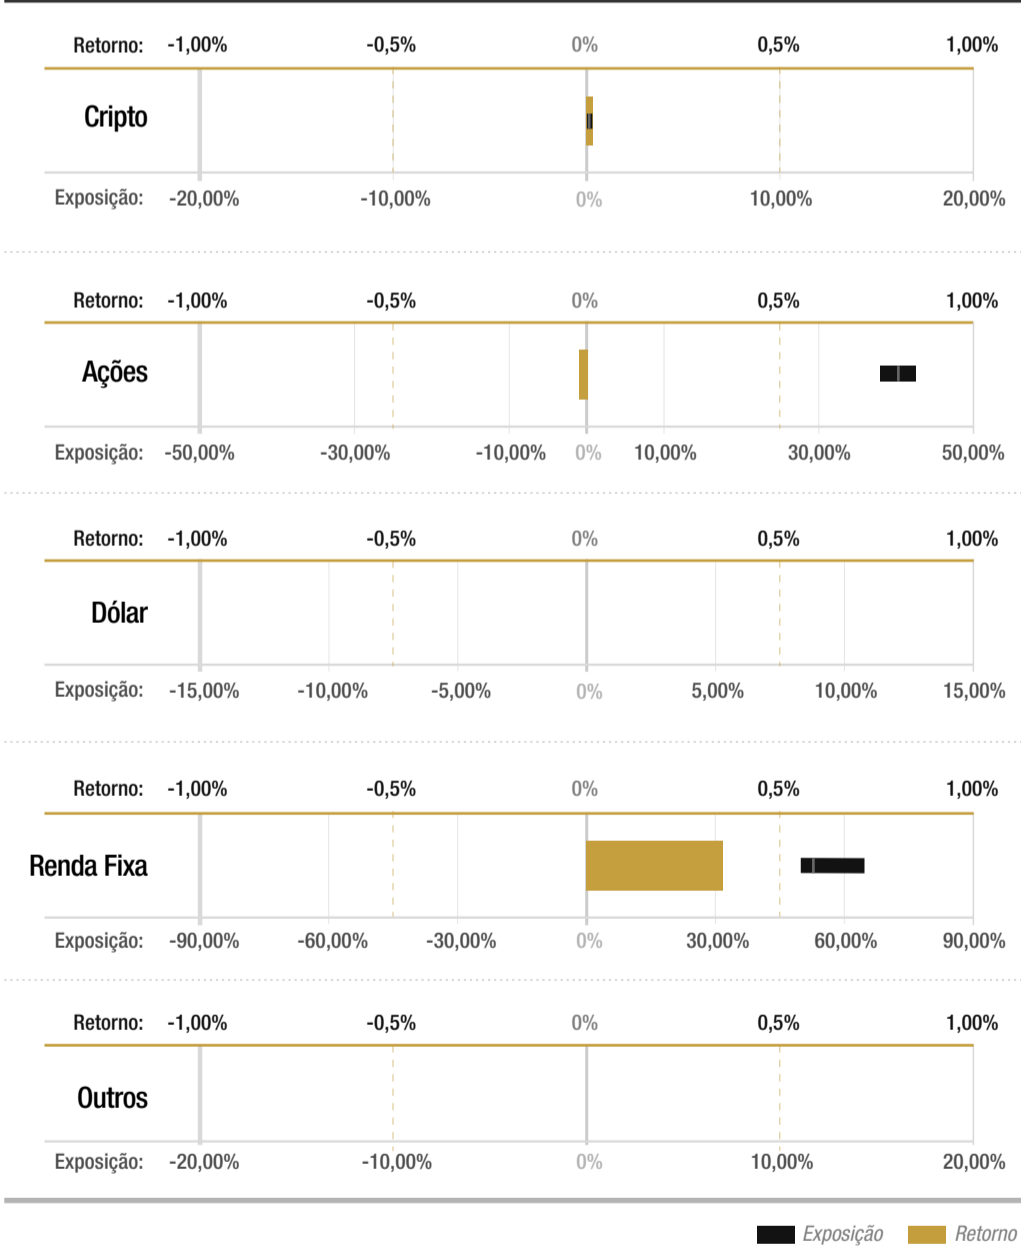 Retorno: -1,00% -0,5% 0% 0,5% 1,00%
Cripto
Exposição: -20,00% -10,00% 0% 10,00% 20,00%
Retorno: -1,00% -0,5% 0% 0,5% 1,00%
Ações
Exposição: -50,00% -30,00% -10,00% 0% 10,00% 30,00% 50,00%
Retorno: -1,00% -0,5% 0% 0,5% 1,00%
Dólar
Exposição: -15,00% -10,00% -5,00% 0% 5,00% 10,00% 15,00%
Retorno: -1,00% -0,5% 0% 0,5% 1,00%
Renda Fixa
Exposição: -90,00% -60,00% -30,00% 0% 30,00% 60,00% 90,00%
Retorno: -1,00% -0,5% 0% 0,5% 1,00%
Outros
Exposição: -20,00% -10,00% 0% 10,00% 20,00%
Exposição Retorno